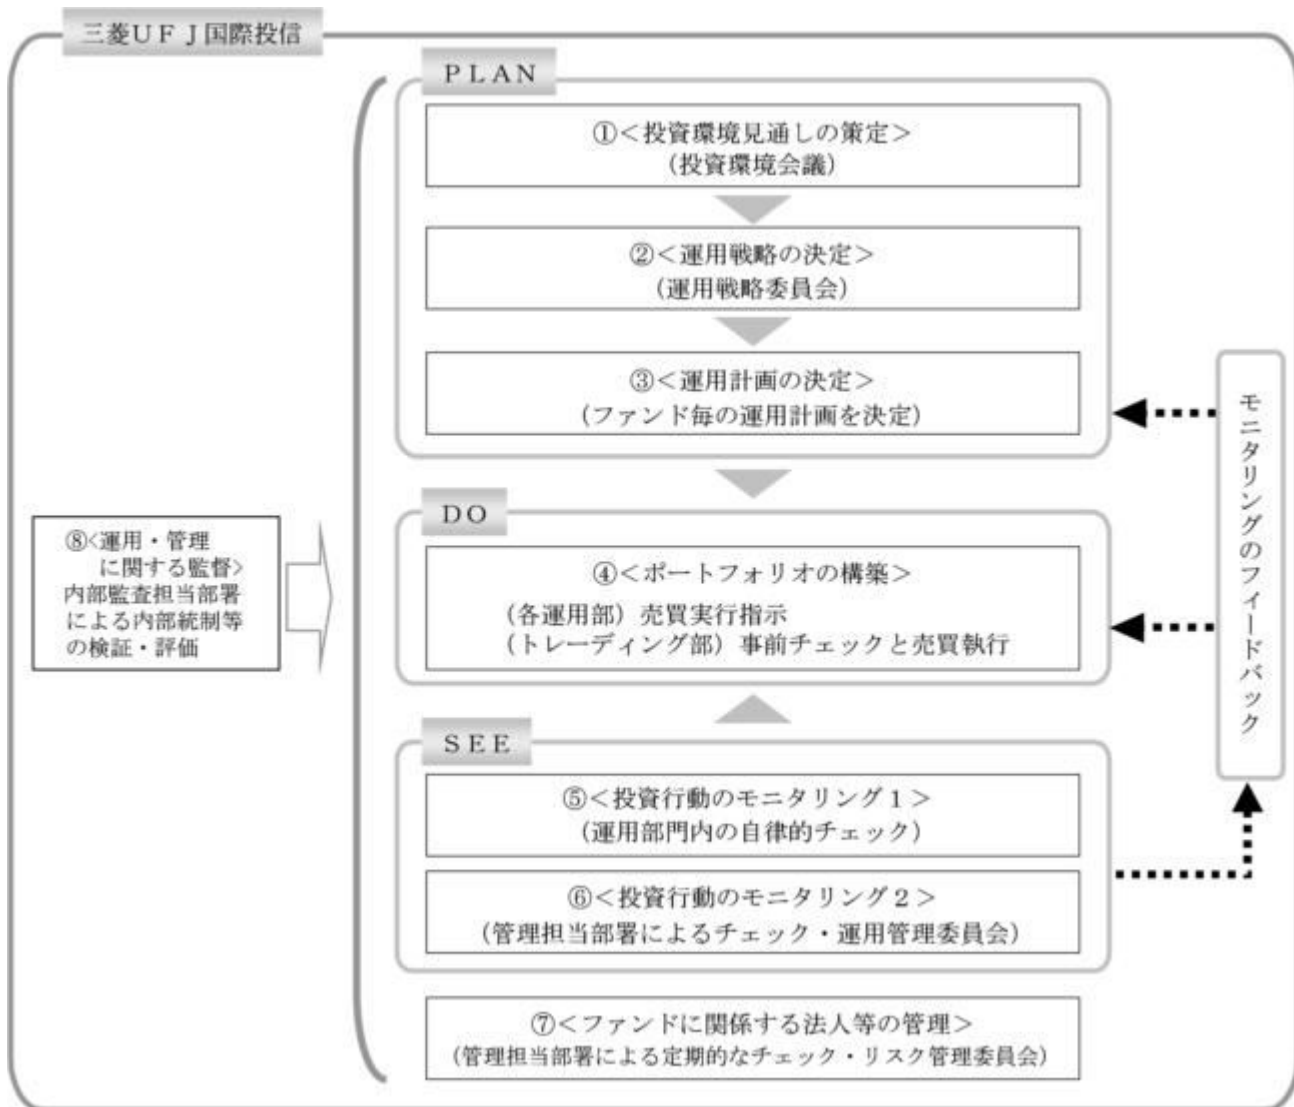 三菱ＵＦＪ国際投信
ＰＬＡＮ
①＜投資環境見通しの策定＞
（投資環境会議）
②＜運用戦略の決定＞
（運用戦略委員会）
③＜運用計画の決定＞
（ファンド毎の運用計画を決定）
ＤＯ
④＜ポートフォリオの構築＞
（各運用部）売買実行指示
（トレーディング部）事前チェックと売買執行
ＳＥＥ
⑤＜投資行動のモニタリング１＞
（運用部門内の自律的チェック）
⑥＜投資行動のモニタリング２＞
（管理担当部署によるチェック・運用管理委員会）
⑦＜ファンドに関係する法人等の管理＞
（管理担当部署による定期的なチェック・リスク管理委員会）
⑧<運用・管理
に関する監督>
内部監査担当部署
による内部統制等
の検証・評価
モニタリングのフィードバック